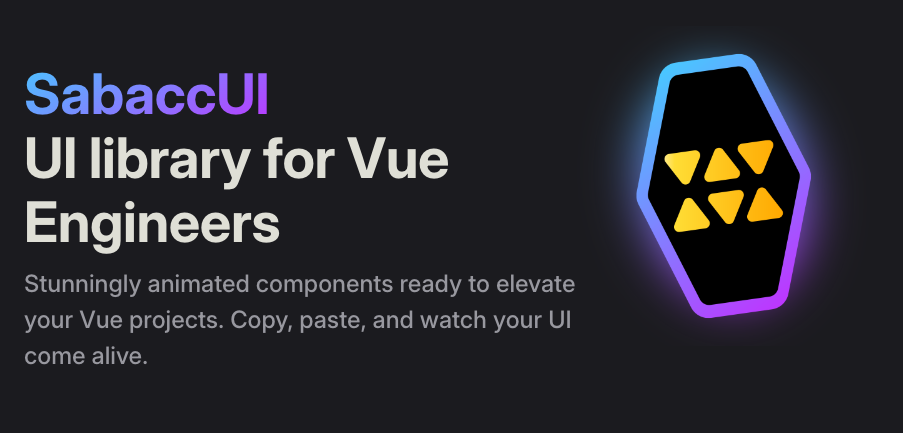 SabaccUI
UI library for Vue
Engineers
Stunningly animated components ready to elevate
your Vue projects. Copy, paste, and watch your UI
come alive.